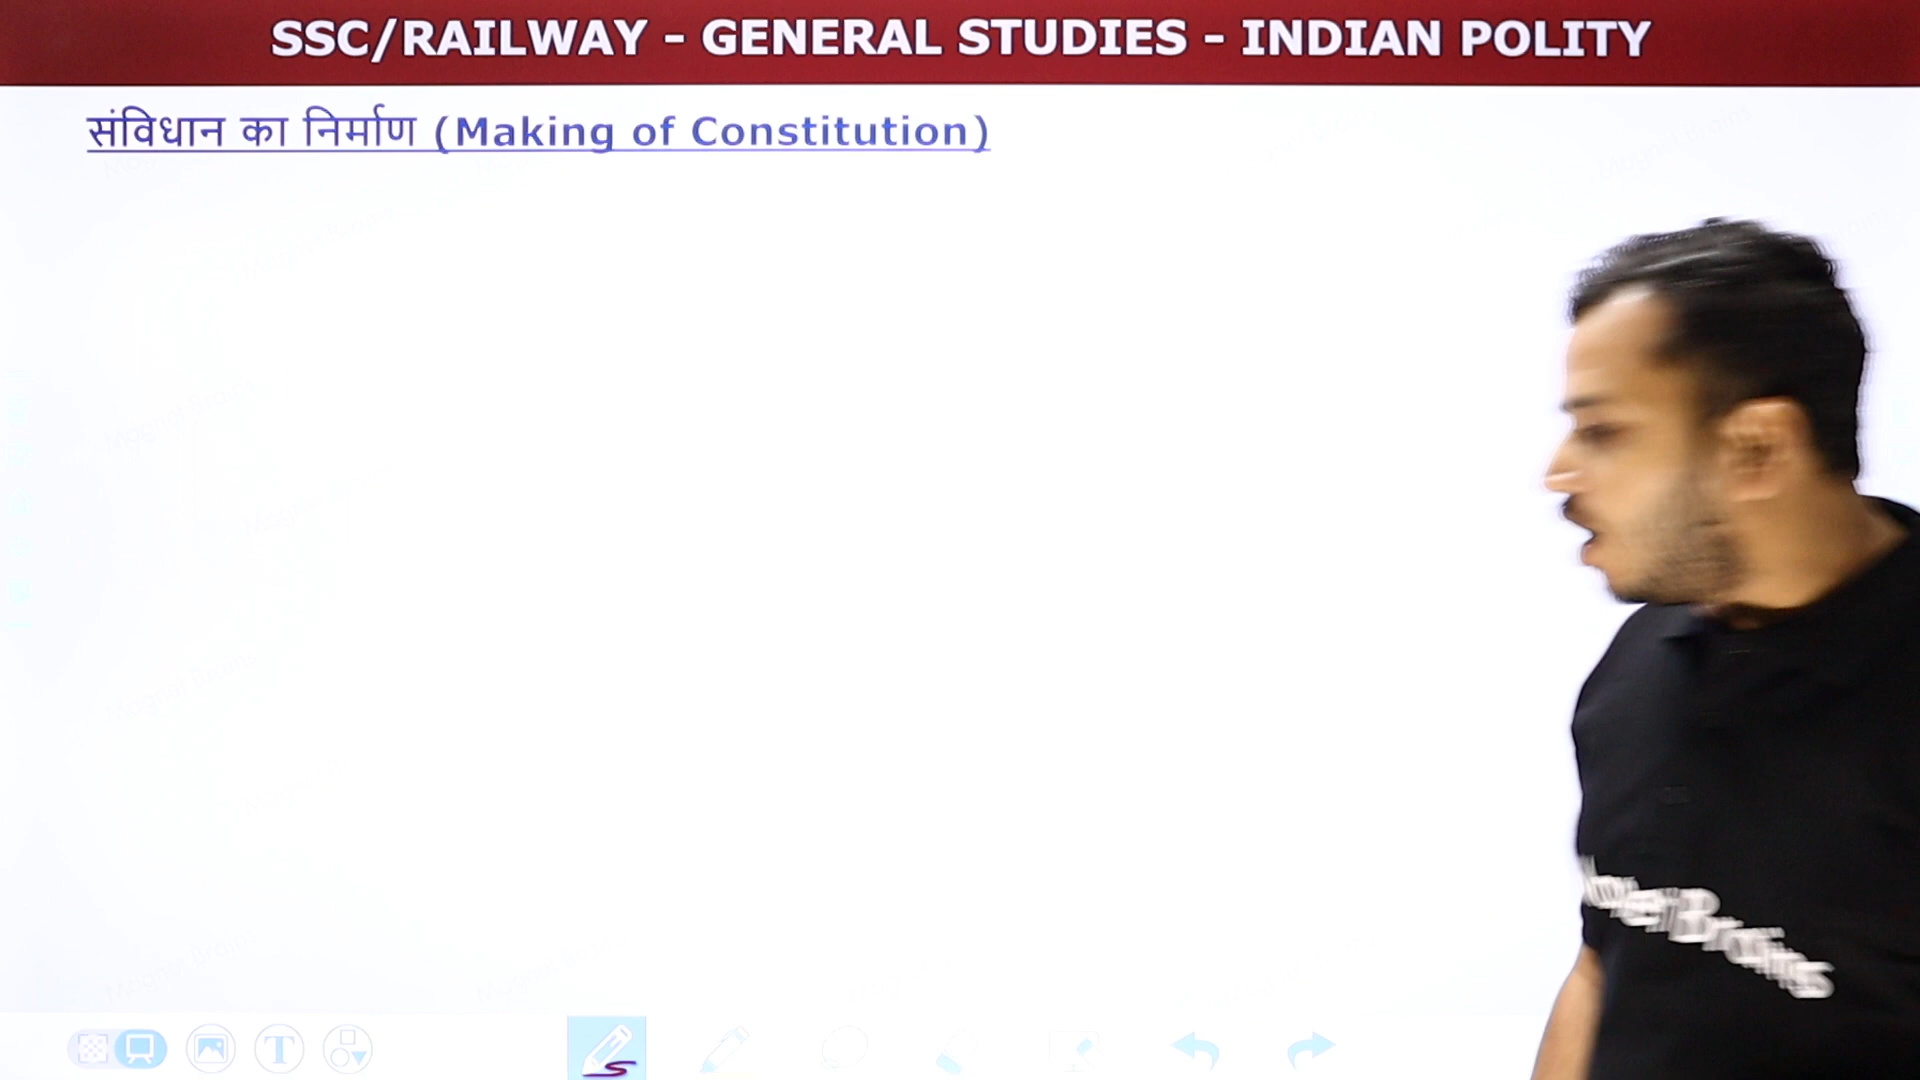 SSC/RAILWAY - GENERAL STUDIES - INDIAN POLITY
संविधान का निर्माण (Making of Constitution)
T